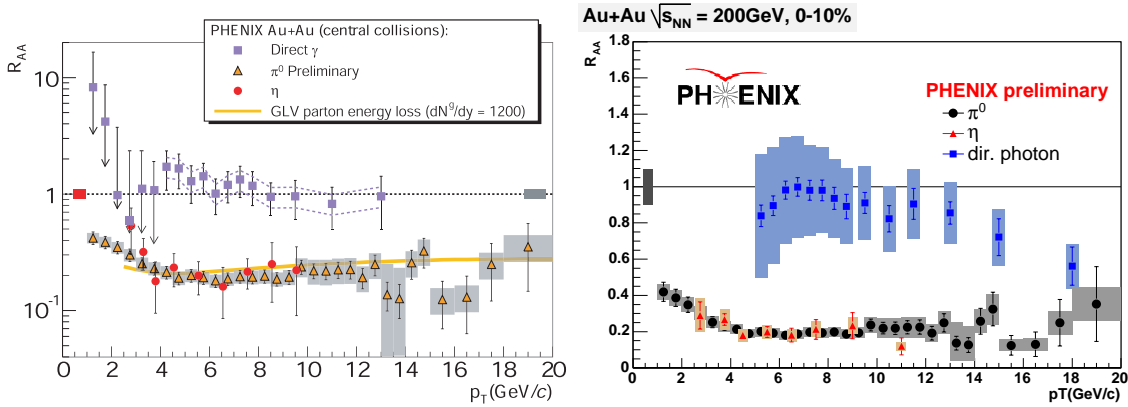 PHENIX Au+Au (central collisions):
Direct γ
π⁰ Preliminary
η
GLV parton energy loss (dNᵍ/dy = 1200)
R_AA
10
1
10⁻¹
0 2 4 6 8 10 12 14 16 18 20
p_T (GeV/c)
Au+Au √s_NN = 200GeV, 0-10%
R_AA
1.8
1.6
1.4
1.2
1
0.8
0.6
0.4
0.2
0
PHENIX
PHENIX preliminary
π⁰
η
dir. photon
0 2 4 6 8 10 12 14 16 18 20
pT(GeV/c)